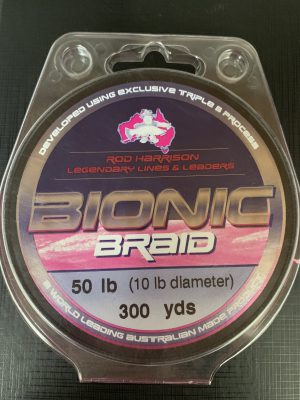 DEVELOPED USING EXCLUSIVE TRIPLE B PROCESS
ROD HARRISON
LEGENDARY LINES & LEADERS
BIONIC
BRAID
50 lb (10 lb diameter)
300 yds
A WORLD LEADING AUSTRALIAN MADE PRODUCT